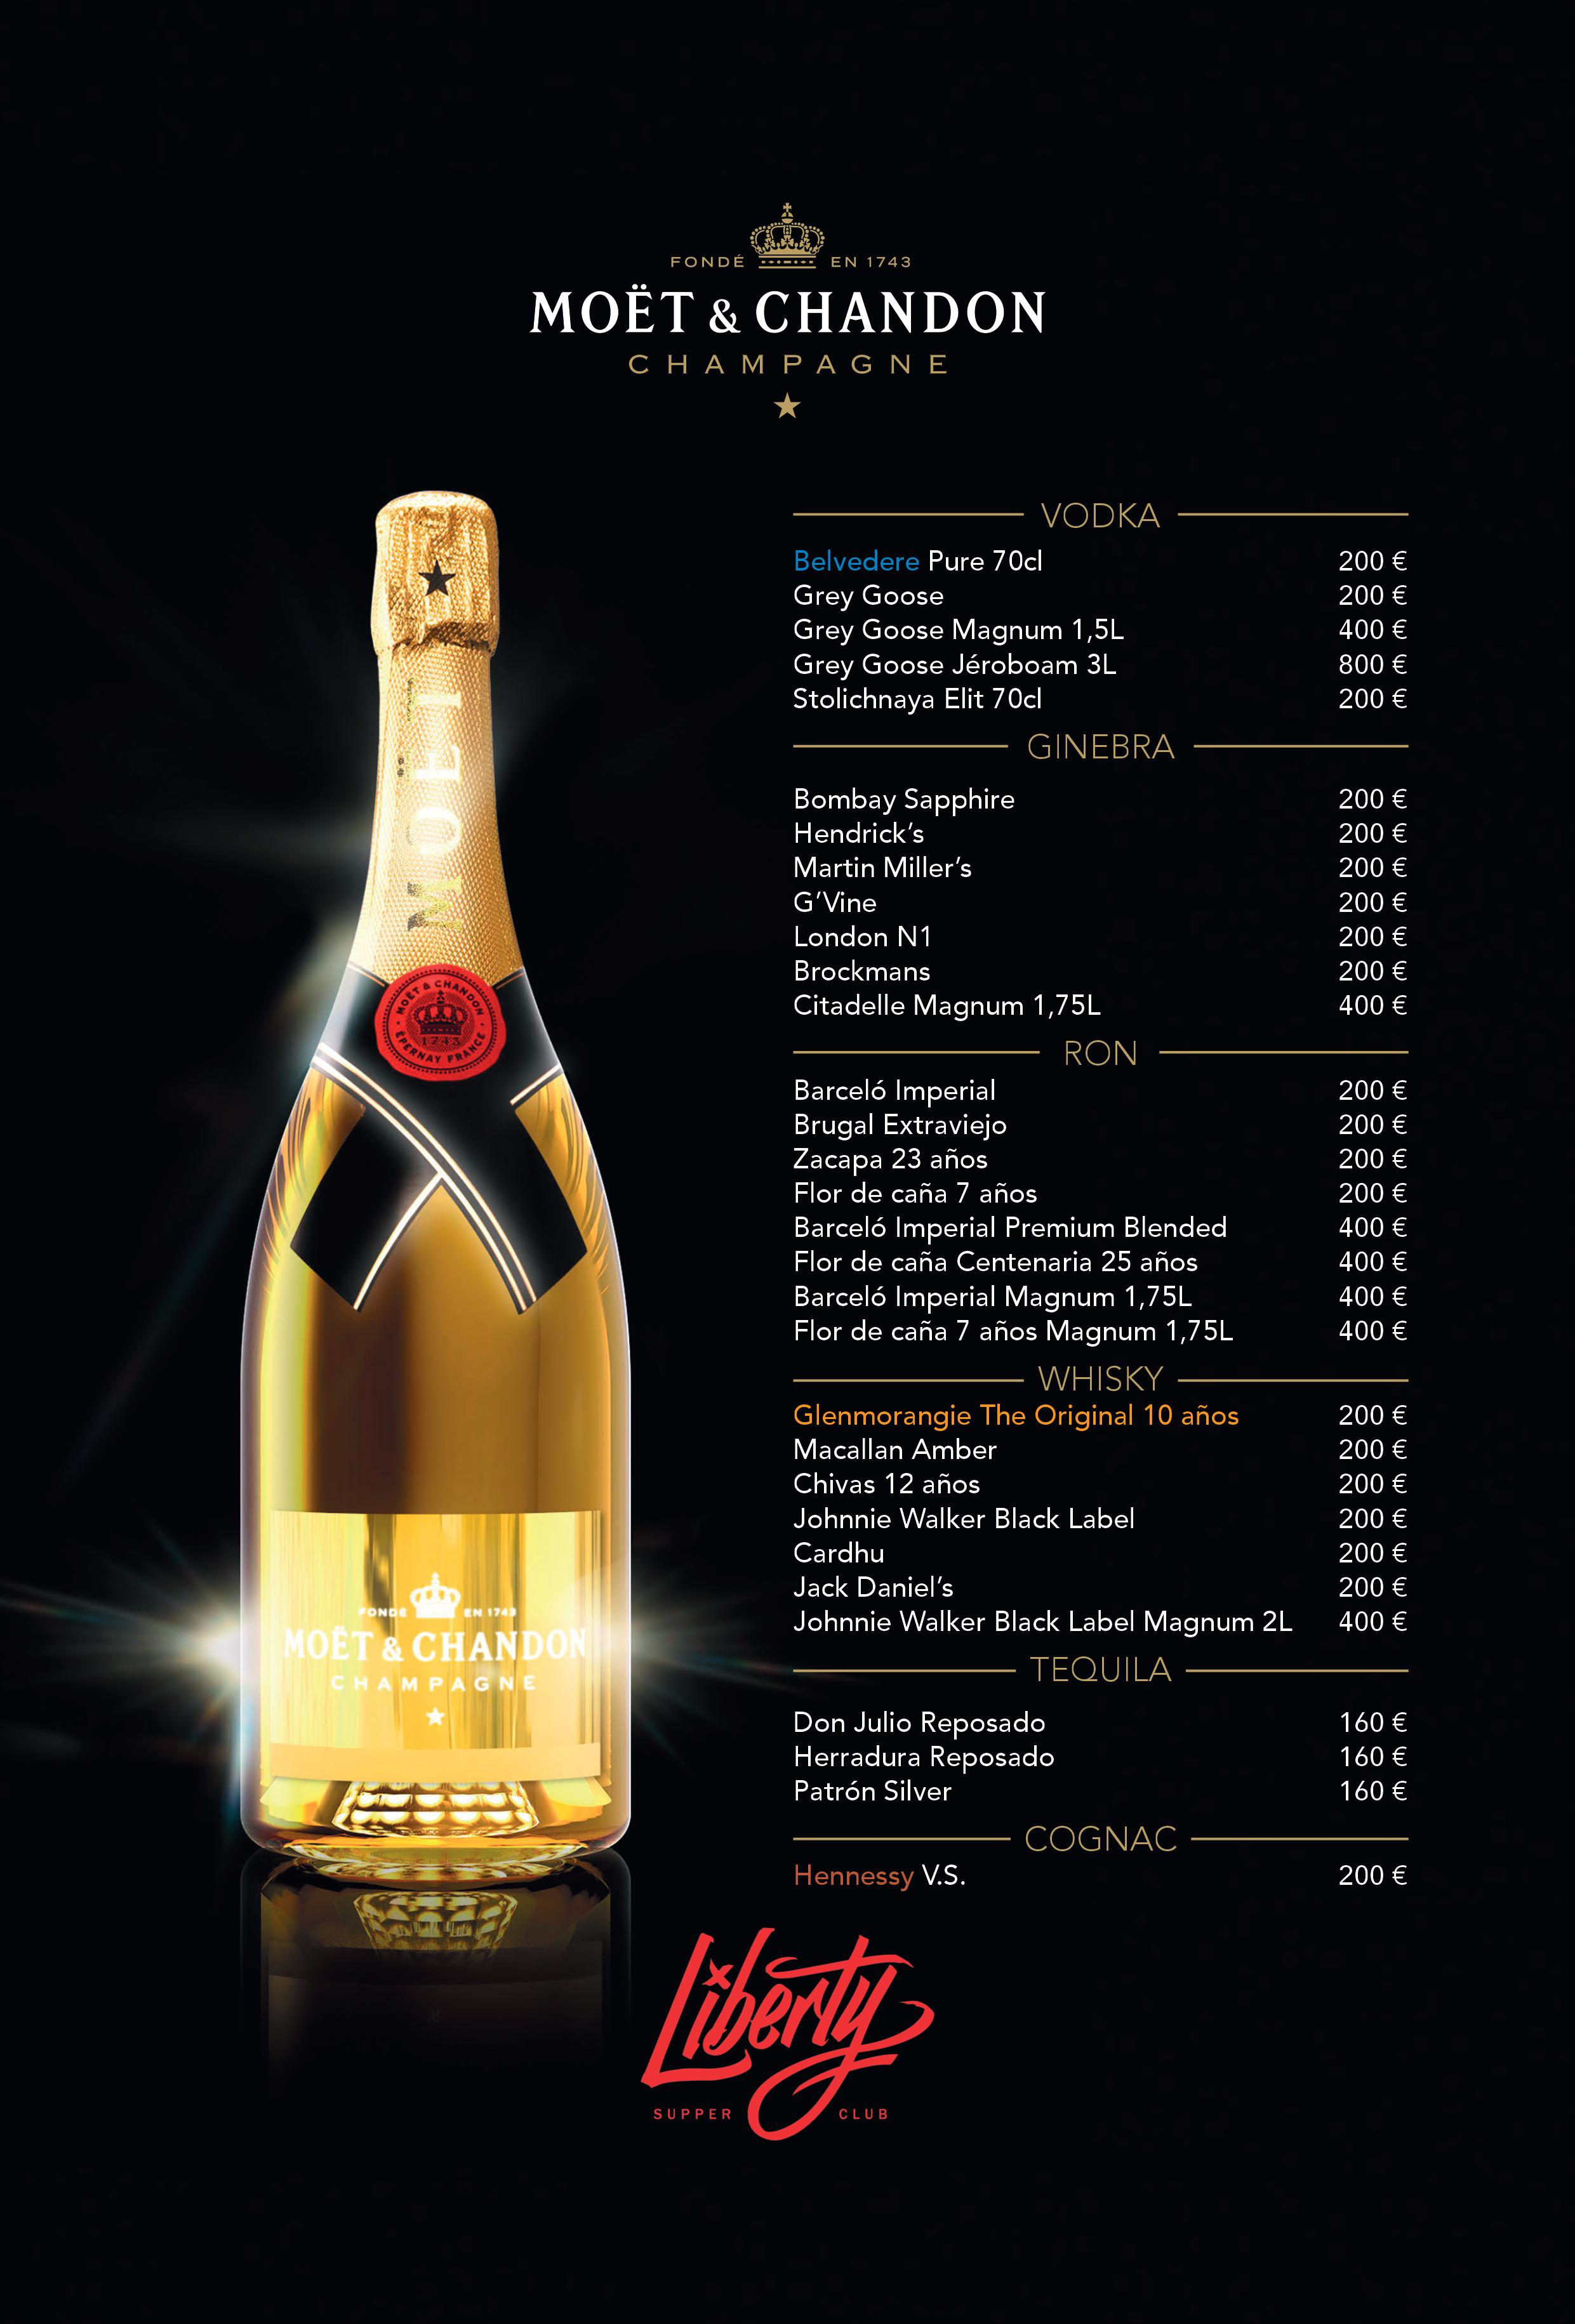 FONDÉ EN 1743
MOËT & CHANDON
CHAMPAGNE
MOËT
MOËT & CHANDON
1743
ÉPERNAY FRANCE
FONDÉ EN 1743
MOËT & CHANDON
CHAMPAGNE
VODKA
Belvedere Pure 70cl 200 €
Grey Goose 200 €
Grey Goose Magnum 1,5L 400 €
Grey Goose Jéroboam 3L 800 €
Stolichnaya Elit 70cl 200 €
GINEBRA
Bombay Sapphire 200 €
Hendrick’s 200 €
Martin Miller’s 200 €
G’Vine 200 €
London N1 200 €
Brockmans 200 €
Citadelle Magnum 1,75L 400 €
RON
Barceló Imperial 200 €
Brugal Extraviejo 200 €
Zacapa 23 años 200 €
Flor de caña 7 años 200 €
Barceló Imperial Premium Blended 400 €
Flor de caña Centenaria 25 años 400 €
Barceló Imperial Magnum 1,75L 400 €
Flor de caña 7 años Magnum 1,75L 400 €
WHISKY
Glenmorangie The Original 10 años 200 €
Macallan Amber 200 €
Chivas 12 años 200 €
Johnnie Walker Black Label 200 €
Cardhu 200 €
Jack Daniel’s 200 €
Johnnie Walker Black Label Magnum 2L 400 €
TEQUILA
Don Julio Reposado 160 €
Herradura Reposado 160 €
Patrón Silver 160 €
COGNAC
Hennessy V.S. 200 €
Liberty
SUPPER CLUB